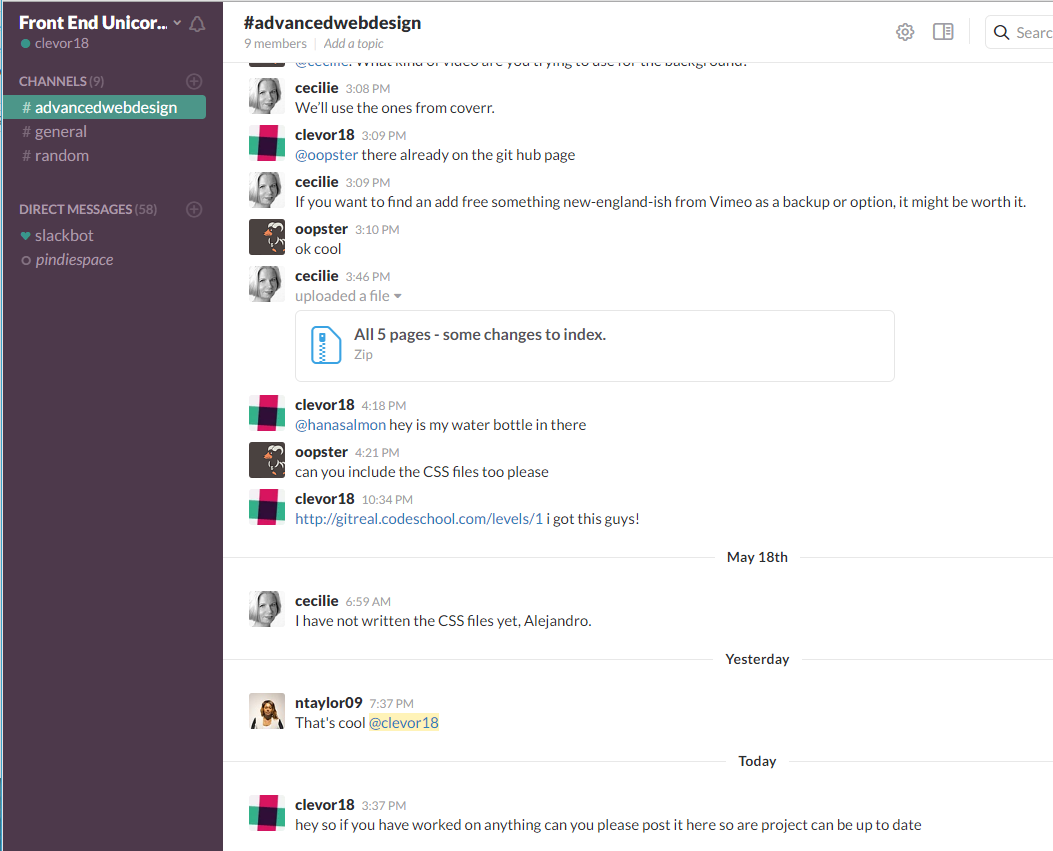 Front End Unicor..
clevor18
CHANNELS (9)
# advancedwebdesign
# general
# random
DIRECT MESSAGES (58)
slackbot
pindiespace
#advancedwebdesign
9 members | Add a topic
Searc
@cecilie: What kind of video are you trying to use for the background?
cecilie 3:08 PM
We'll use the ones from coverr.
clevor18 3:09 PM
@oopster there already on the git hub page
cecilie 3:09 PM
If you want to find an add free something new-england-ish from Vimeo as a backup or option, it might be worth it.
oopster 3:10 PM
ok cool
cecilie 3:46 PM
uploaded a file
All 5 pages - some changes to index.
Zip
clevor18 4:18 PM
@hanasalmon hey is my water bottle in there
oopster 4:21 PM
can you include the CSS files too please
clevor18 10:34 PM
http://gitreal.codeschool.com/levels/1 i got this guys!
May 18th
cecilie 6:59 AM
I have not written the CSS files yet, Alejandro.
Yesterday
ntaylor09 7:37 PM
That's cool @clevor18
Today
clevor18 3:37 PM
hey so if you have worked on anything can you please post it here so are project can be up to date